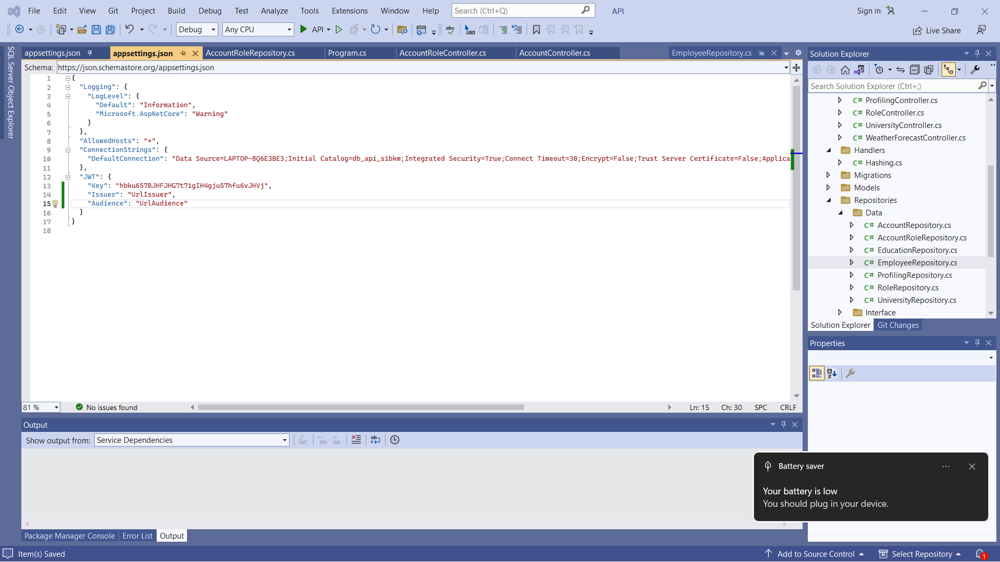 File Edit View Git Project Build Debug Test Analyze Tools Extensions Window Help Search (Ctrl+Q) API Sign in
Debug Any CPU API Live Share
SQL Server Object Explorer
appsettings.json appsettings.json AccountRoleRepository.cs Program.cs AccountRoleController.cs AccountController.cs EmployeeRepository.cs
Schema: https://json.schemastore.org/appsettings.json
1 {
2 "Logging": {
3 "LogLevel": {
4 "Default": "Information",
5 "Microsoft.AspNetCore": "Warning"
6 }
7 },
8 "AllowedHosts": "*",
9 "ConnectionStrings": {
10 "DefaultConnection": "Data Source=LAPTOP-8Q6E3BE3;Initial Catalog=db_api_sibkm;Integrated Security=True;Connect Timeout=30;Encrypt=False;Trust Server Certificate=False;Applica
11 },
12 "JWT": {
13 "Key": "hbku657BJHFJHG7t7igIH4gju57hfu6vJHVj",
14 "Issuer": "UrlIssuer",
15 "Audience": "UrlAudience"
16 }
17 }
18
81 % No issues found Ln: 15 Ch: 30 SPC CRLF
Output
Show output from: Service Dependencies
Package Manager Console Error List Output
Solution Explorer
Search Solution Explorer (Ctrl+;)
C# ProfilingController.cs
C# RoleController.cs
C# UniversityController.cs
C# WeatherForecastController.cs
Handlers
C# Hashing.cs
Migrations
Models
Repositories
Data
C# AccountRepository.cs
C# AccountRoleRepository.cs
C# EducationRepository.cs
C# EmployeeRepository.cs
C# ProfilingRepository.cs
C# RoleRepository.cs
C# UniversityRepository.cs
Interface
Solution Explorer Git Changes
Properties
Battery saver
Your battery is low
You should plug in your device.
Item(s) Saved Add to Source Control Select Repository 1